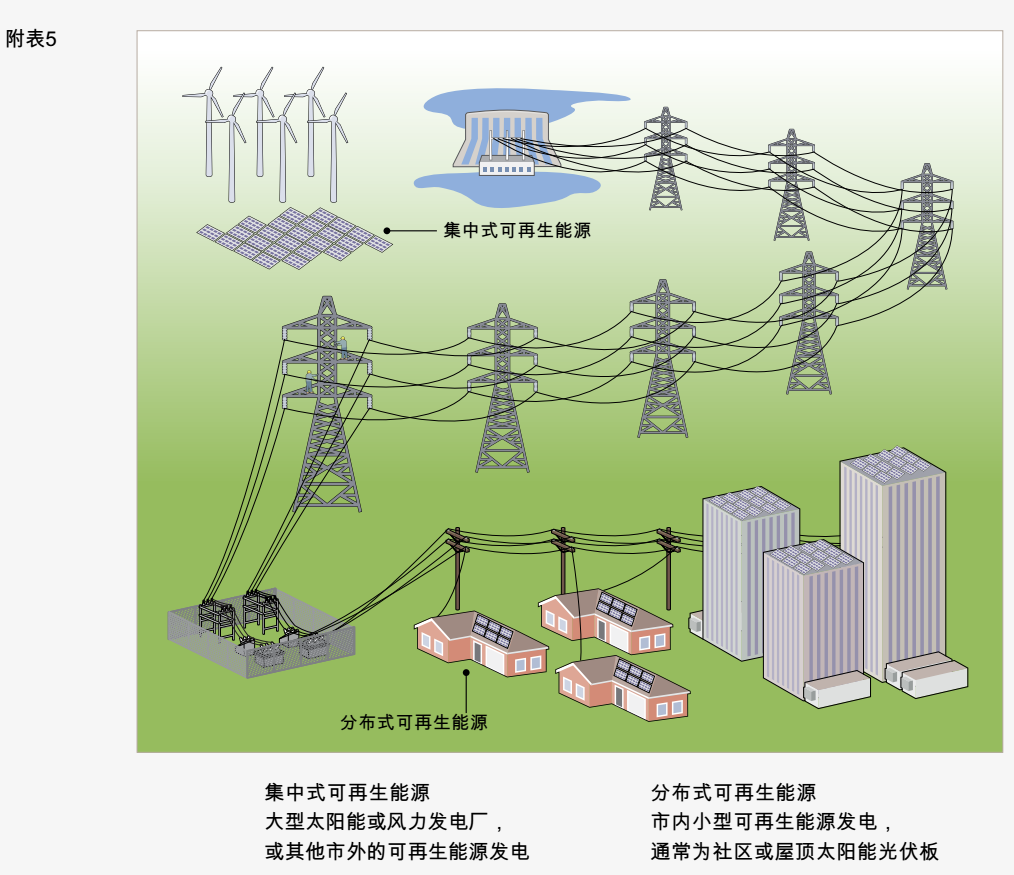 附表5
集中式可再生能源
分布式可再生能源
集中式可再生能源
大型太阳能或风力发电厂，
或其他市外的可再生能源发电
分布式可再生能源
市内小型可再生能源发电，
通常为社区或屋顶太阳能光伏板